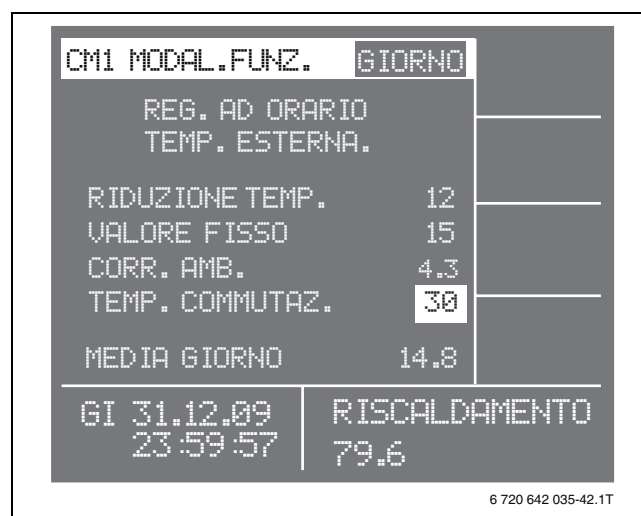 CM1 MODAL.FUNZ. GIORNO
REG. AD ORARIO
TEMP. ESTERNA.
RIDUZIONE TEMP. 12
VALORE FISSO 15
CORR. AMB. 4.3
TEMP. COMMUTAZ. 30
MEDIA GIORNO 14.8
GI 31.12.09 RISCALDAMENTO
23:59:57 79.6
6 720 642 035-42.1T